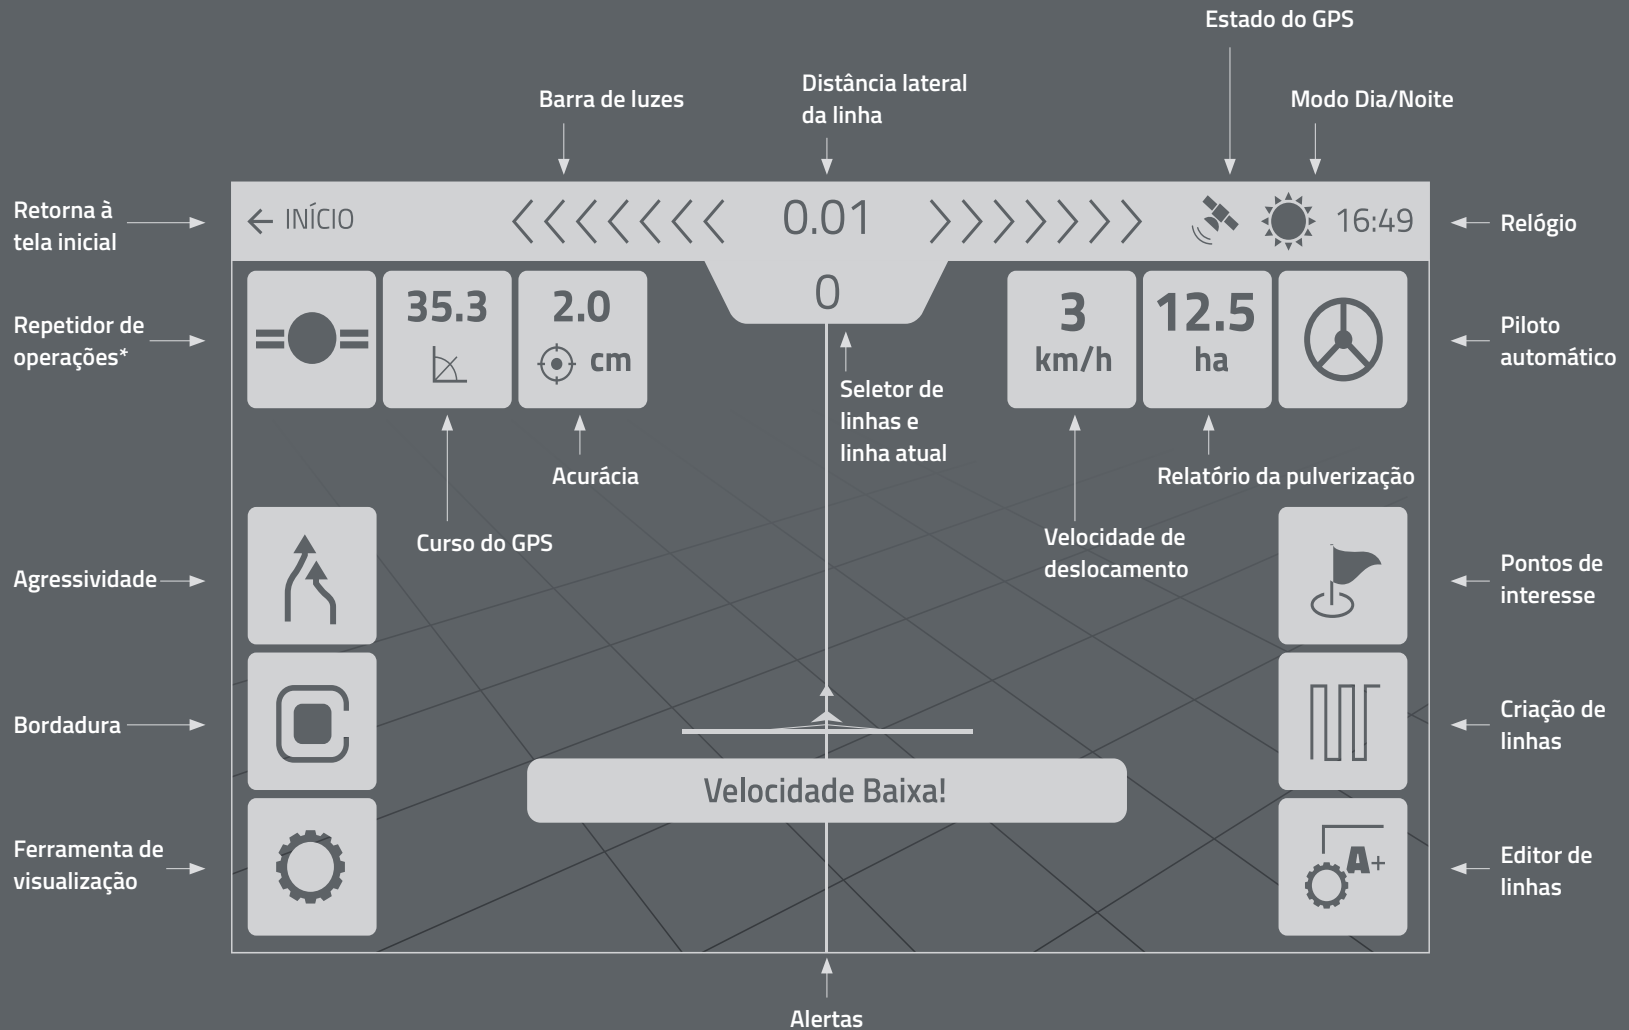 Estado do GPS
Barra de luzes
Distância lateral
da linha
Modo Dia/Noite
Retorna à
tela inicial
INÍCIO
0.01
16:49
Relógio
Repetidor de
operações*
35.3
2.0
cm
0
3
km/h
12.5
ha
Piloto
automático
Seletor de
linhas e
linha atual
Acurácia
Relatório da pulverização
Curso do GPS
Velocidade de
deslocamento
Agressividade
Pontos de
interesse
Bordadura
Criação de
linhas
Velocidade Baixa!
Ferramenta de
visualização
A+
Editor de
linhas
Alertas